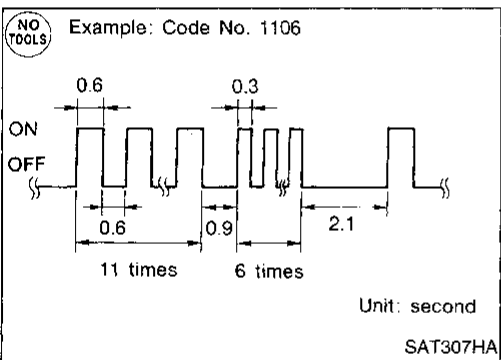 NO TOOLS
Example: Code No. 1106
0.6
0.3
ON
OFF
0.6
0.9
2.1
11 times
6 times
Unit: second
SAT307HA